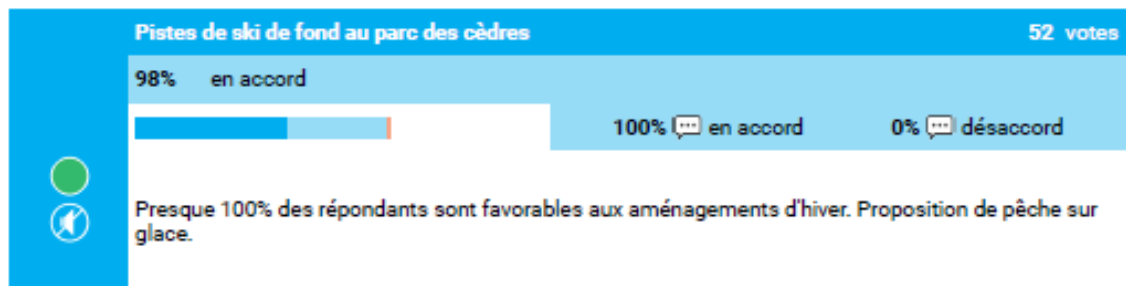 Pistes de ski de fond au parc des cèdres 52 votes
98% en accord
100% en accord 0% désaccord
Presque 100% des répondants sont favorables aux aménagements d'hiver. Proposition de pêche sur
glace.